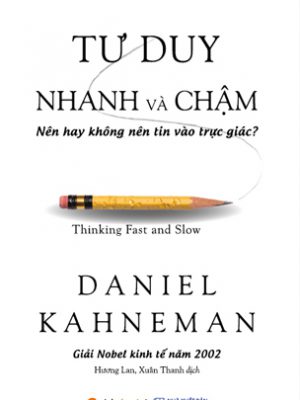 TƯ DUY
NHANH VÀ CHẬM
Nên hay không nên tin vào trực giác?
Thinking Fast and Slow
DANIEL
KAHNEMAN
Giải Nobel kinh tế năm 2002
Hương Lan, Xuân Thanh dịch